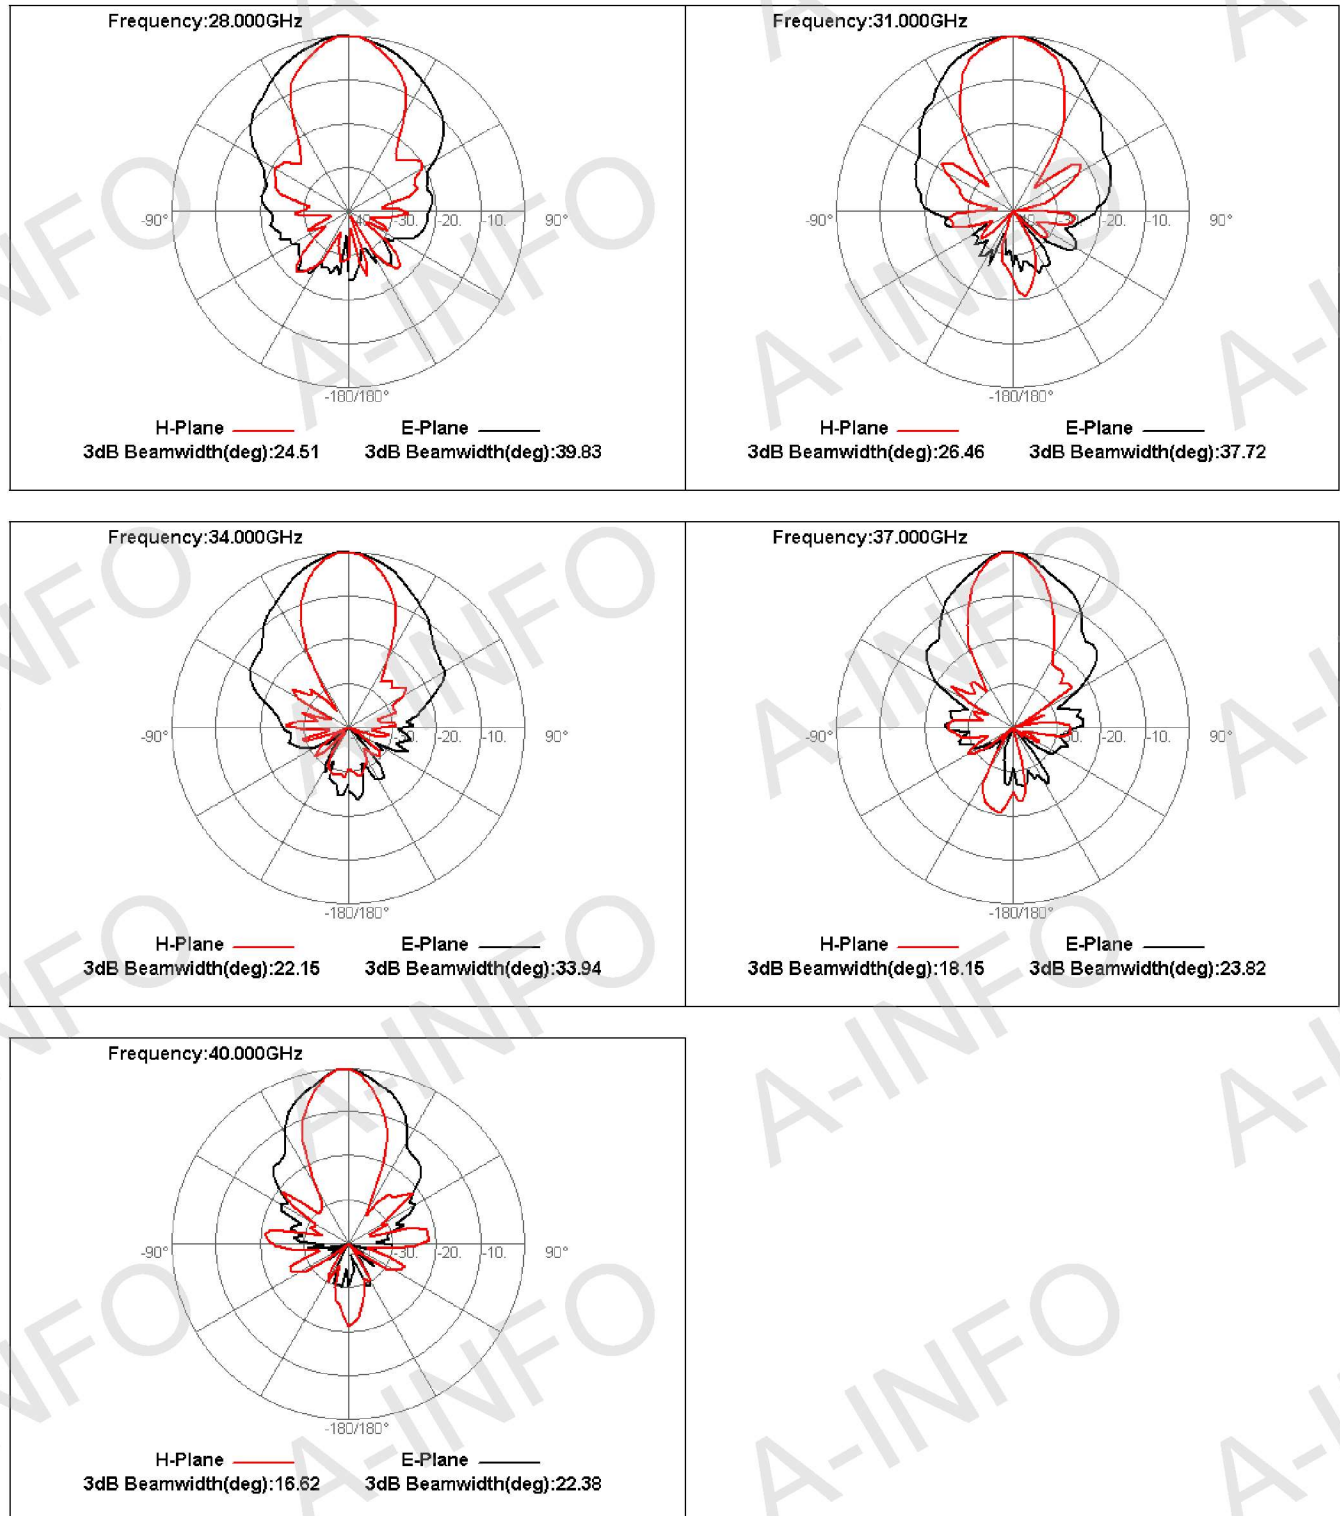 Frequency:28.000GHz
-90° -40. -30. -20. -10. 90°
-180/180°
H-Plane E-Plane
3dB Beamwidth(deg):24.51 3dB Beamwidth(deg):39.83
Frequency:31.000GHz
-90° -40. -30. -20. -10. 90°
-180/180°
H-Plane E-Plane
3dB Beamwidth(deg):26.46 3dB Beamwidth(deg):37.72
Frequency:34.000GHz
-90° -30. -20. -10. 90°
-180/180°
H-Plane E-Plane
3dB Beamwidth(deg):22.15 3dB Beamwidth(deg):33.94
Frequency:37.000GHz
-90° -30. -20. -10. 90°
-180/180°
H-Plane E-Plane
3dB Beamwidth(deg):18.15 3dB Beamwidth(deg):23.82
Frequency:40.000GHz
-90° -30. -20. -10. 90°
-180/180°
H-Plane E-Plane
3dB Beamwidth(deg):16.62 3dB Beamwidth(deg):22.38
A-INFO